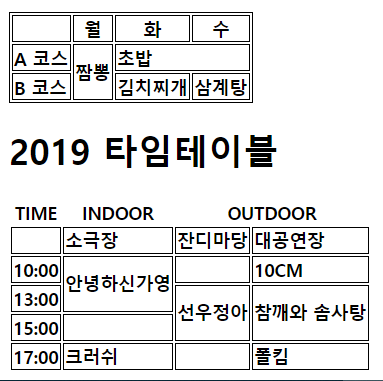 월 화 수
A 코스 짬뽕 초밥
B 코스 김치찌개 삼계탕
2019 타임테이블
TIME INDOOR OUTDOOR
소극장 잔디마당 대공연장
10:00 안녕하신가영 10CM
13:00 선우정아 참깨와 솜사탕
15:00
17:00 크러쉬 폴킴